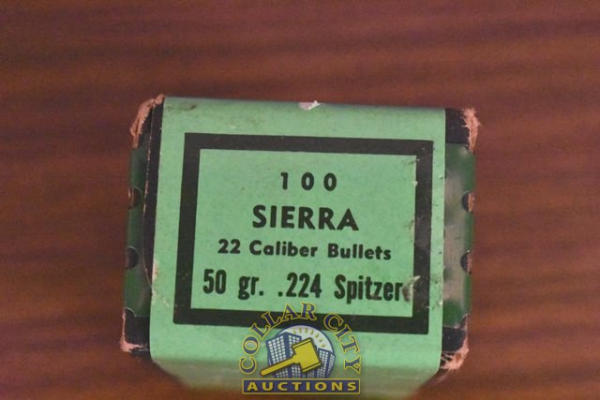 100
SIERRA
22 Caliber Bullets
50 gr. .224 Spitzer
COLLAR CITY
AUCTIONS